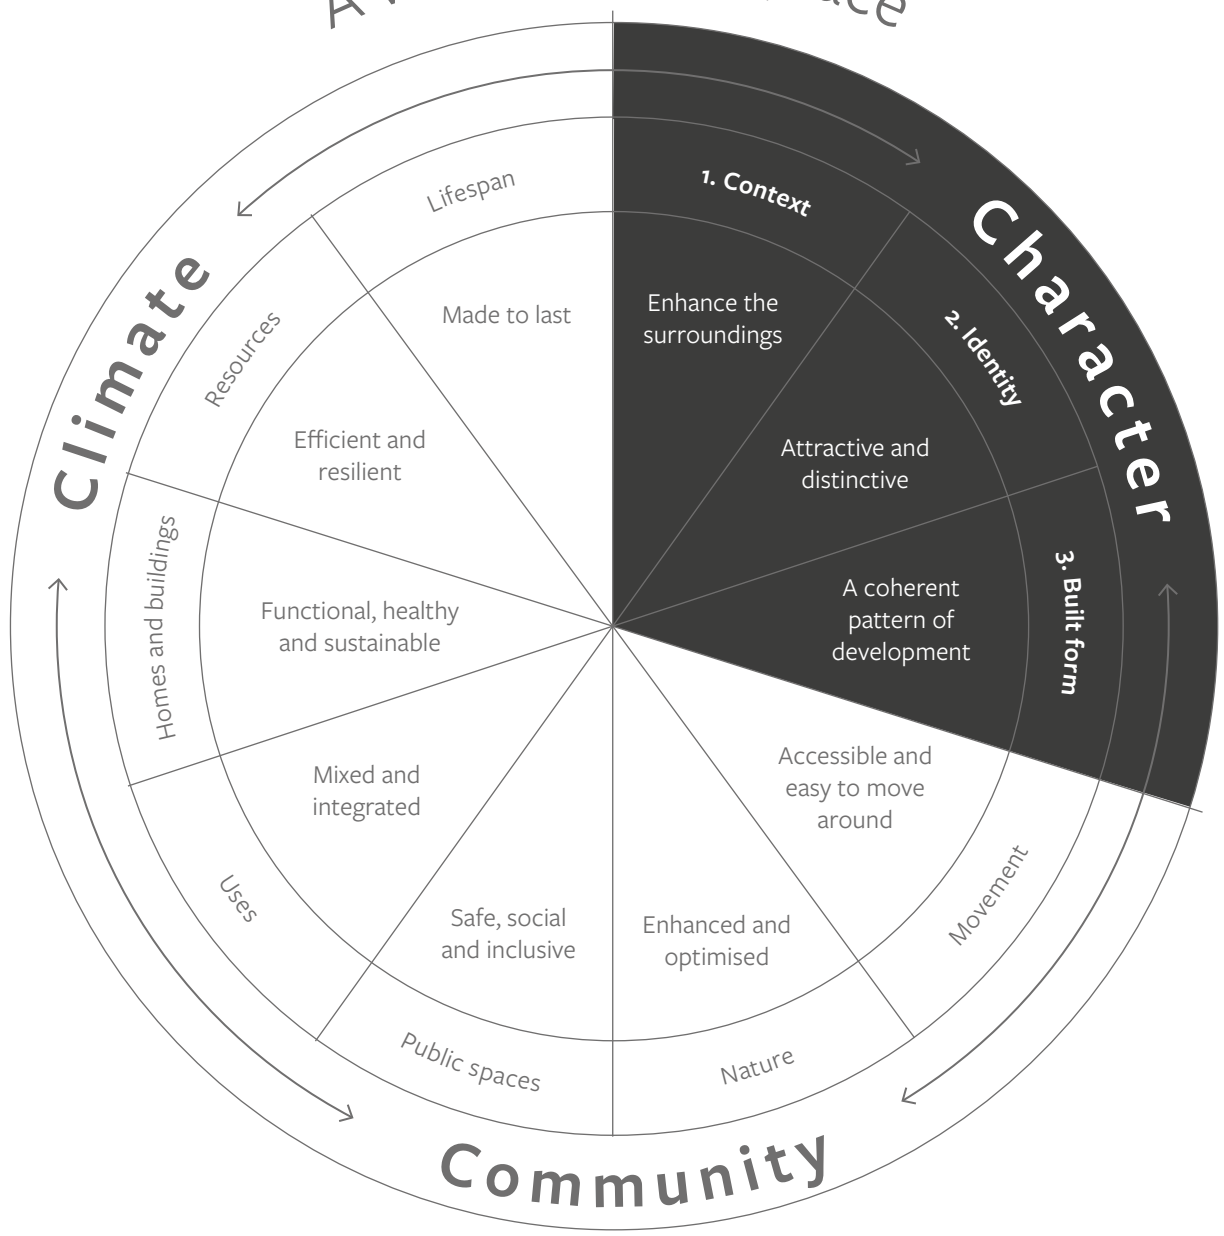 Character
1. Context
Enhance the
surroundings
2. Identity
Attractive and
distinctive
3. Built form
A coherent
pattern of
development
Movement
Accessible and
easy to move
around
Community
Nature
Enhanced and
optimised
Public spaces
Safe, social
and inclusive
Uses
Mixed and
integrated
Homes and buildings
Functional, healthy
and sustainable
Climate
Resources
Efficient and
resilient
Lifespan
Made to last